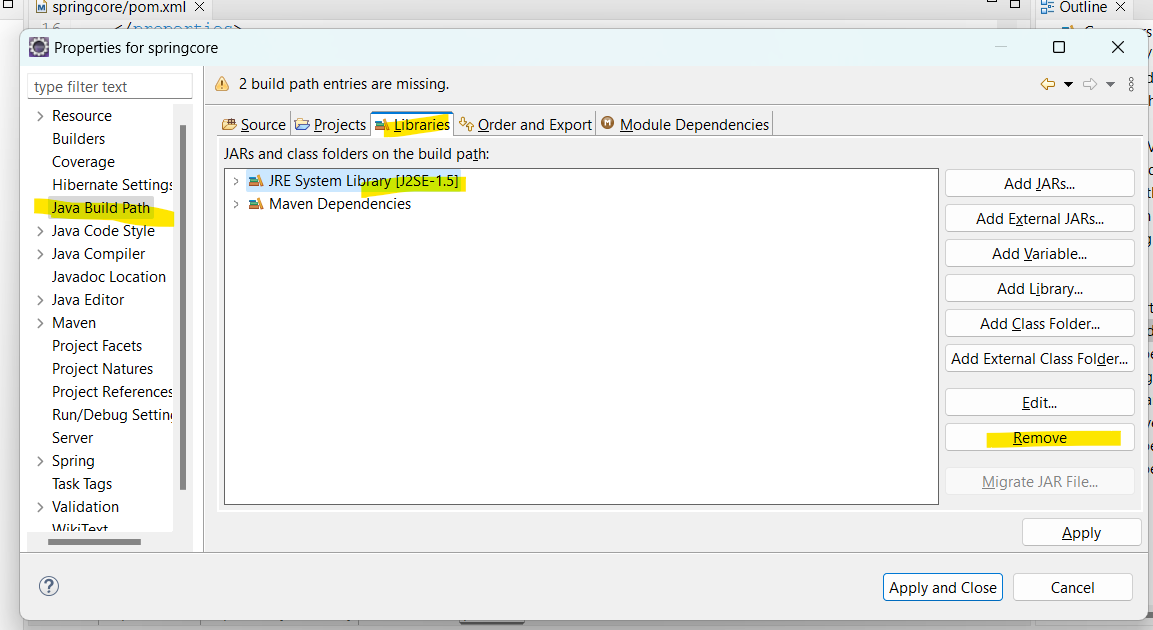 springcore/pom.xml
Outline
16 </properties>
Properties for springcore
type filter text
2 build path entries are missing.
Resource
Builders
Coverage
Hibernate Settings
Java Build Path
Java Code Style
Java Compiler
Javadoc Location
Java Editor
Maven
Project Facets
Project Natures
Project References
Run/Debug Setting
Server
Spring
Task Tags
Validation
WikiText
Source
Projects
Libraries
Order and Export
Module Dependencies
JARs and class folders on the build path:
JRE System Library [J2SE-1.5]
Maven Dependencies
Add JARs...
Add External JARs...
Add Variable...
Add Library...
Add Class Folder...
Add External Class Folder...
Edit...
Remove
Migrate JAR File...
Apply
Apply and Close
Cancel